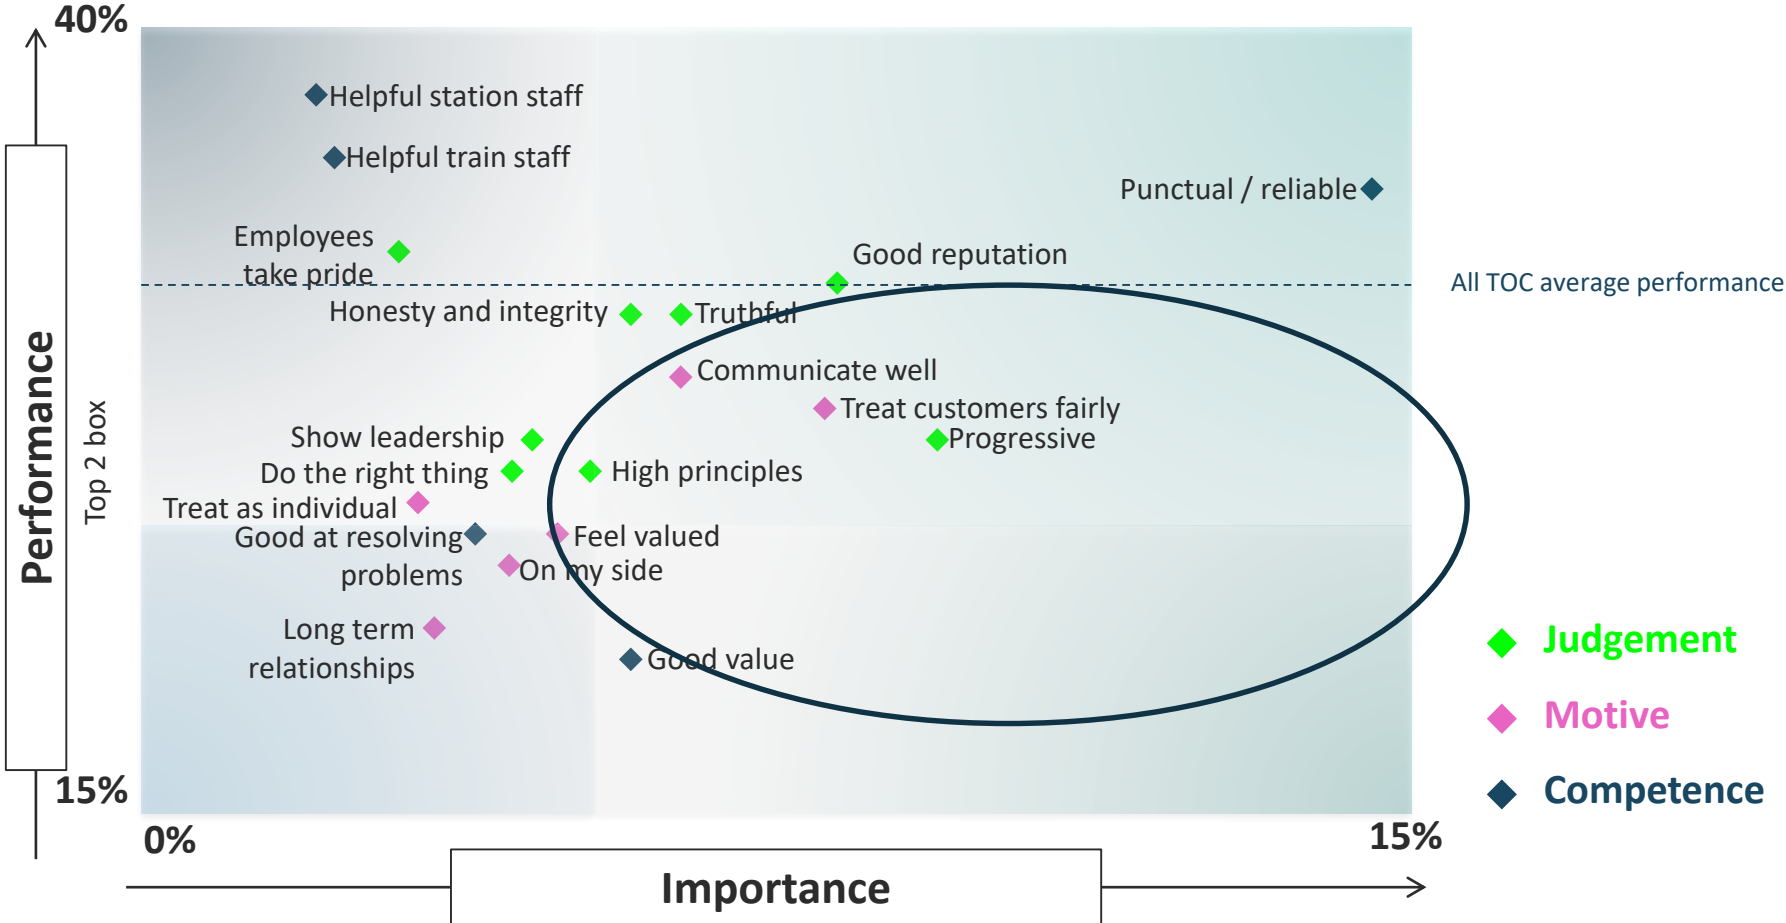 40%
Helpful station staff
Helpful train staff
Punctual / reliable
Employees
take pride
Good reputation
All TOC average performance
Honesty and integrity
Truthful
Communicate well
Treat customers fairly
Show leadership
Progressive
Do the right thing
High principles
Treat as individual
Good at resolving
problems
Feel valued
On my side
Long term
relationships
Good value
Performance
Top 2 box
Judgement
Motive
Competence
15%
0%
15%
Importance